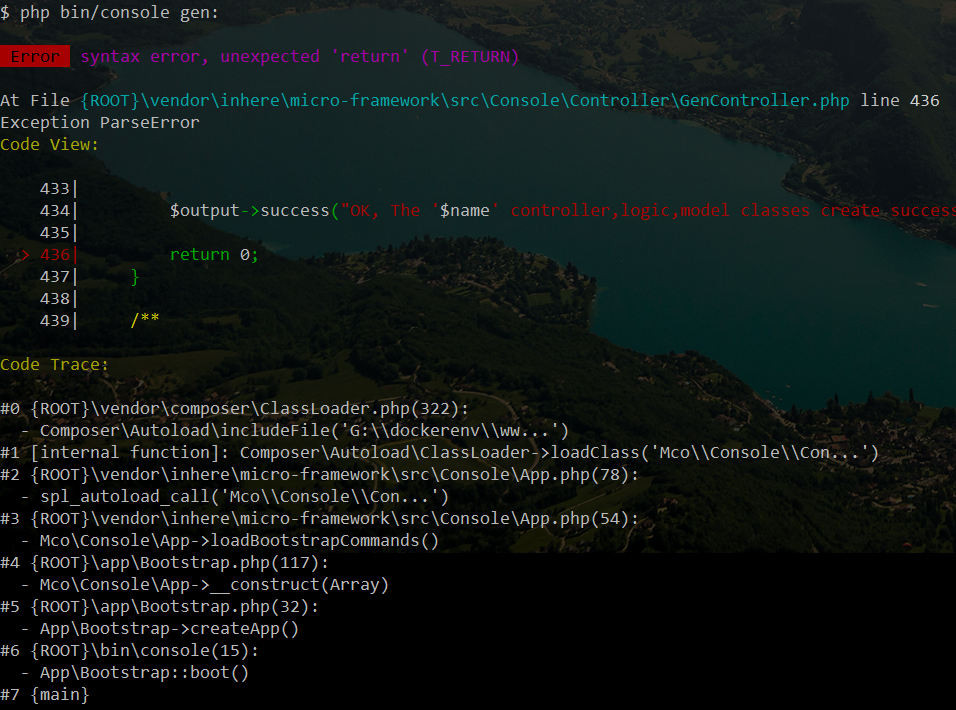 $ php bin/console gen:
Error syntax error, unexpected 'return' (T_RETURN)
At File {ROOT}\vendor\inhere\micro-framework\src\Console\Controller\GenController.php line 436
Exception ParseError
Code View:
433|
434| $output->success("OK, The '$name' controller,logic,model classes create success
435|
> 436| return 0;
437| }
438|
439| /**
Code Trace:
#0 {ROOT}\vendor\composer\ClassLoader.php(322):
- Composer\Autoload\includeFile('G:\\dockerenv\\ww...')
#1 [internal function]: Composer\Autoload\ClassLoader->loadClass('Mco\\Console\\Con...')
#2 {ROOT}\vendor\inhere\micro-framework\src\Console\App.php(78):
- spl_autoload_call('Mco\\Console\\Con...')
#3 {ROOT}\vendor\inhere\micro-framework\src\Console\App.php(54):
- Mco\Console\App->loadBootstrapCommands()
#4 {ROOT}\app\Bootstrap.php(117):
- Mco\Console\App->__construct(Array)
#5 {ROOT}\app\Bootstrap.php(32):
- App\Bootstrap->createApp()
#6 {ROOT}\bin\console(15):
- App\Bootstrap::boot()
#7 {main}